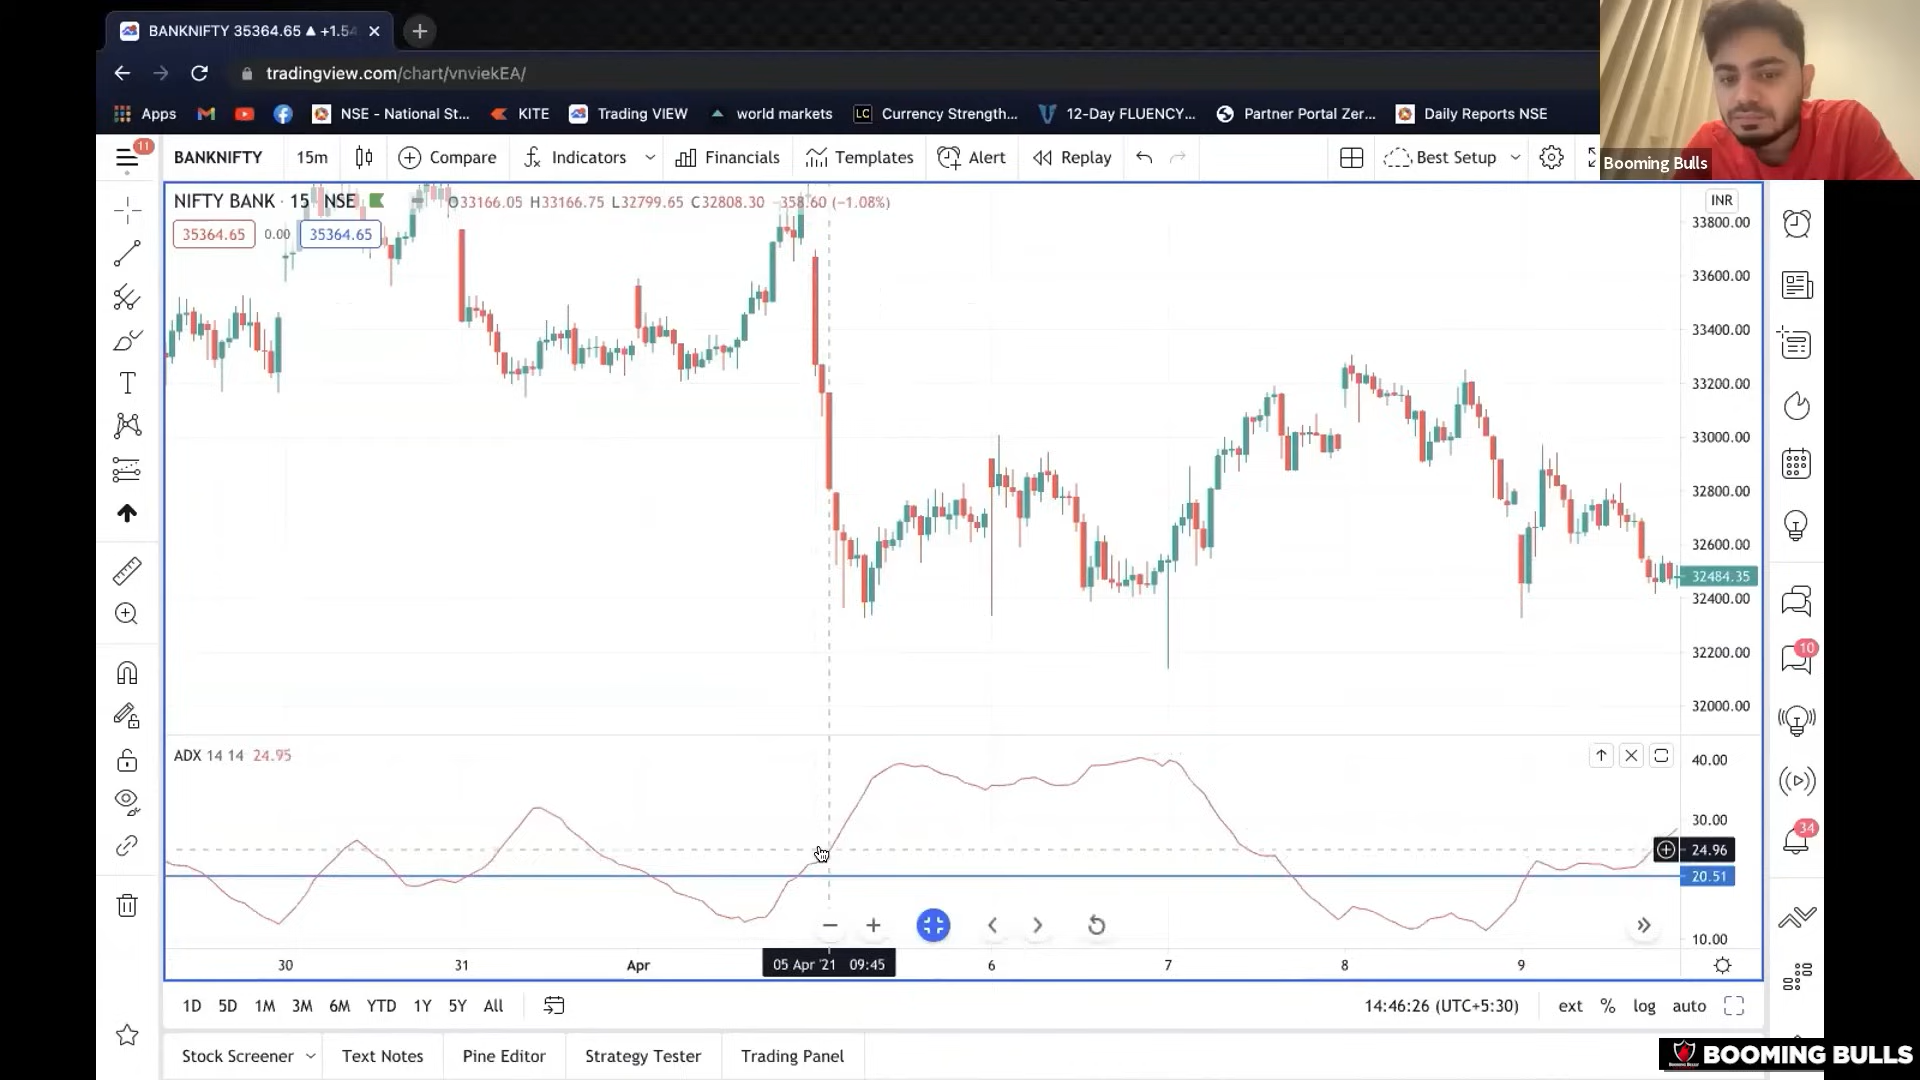 BANKNIFTY 35364.65 ▲ +1.54
tradingview.com/chart/vnviekEA/
Apps
NSE - National St...
KITE
Trading VIEW
world markets
LC Currency Strength...
12-Day FLUENCY...
Partner Portal Zer...
Daily Reports NSE
Booming Bulls
11
BANKNIFTY
15m
Compare
Indicators
Financials
Templates
Alert
Replay
Best Setup
NIFTY BANK · 15 NSE
O33166.05 H33166.75 L32799.65 C32808.30 −358.60 (−1.08%)
35364.65 0.00 35364.65
INR
33800.00
33600.00
33400.00
33200.00
33000.00
32800.00
32600.00
32484.35
32400.00
32200.00
32000.00
ADX 14 14 24.95
40.00
30.00
24.96
20.51
10.00
30 31 Apr 05 Apr '21 09:45 6 7 8 9
10
34
1D 5D 1M 3M 6M YTD 1Y 5Y All
14:46:26 (UTC+5:30) ext % log auto
Stock Screener
Text Notes
Pine Editor
Strategy Tester
Trading Panel
BOOMING BULLS